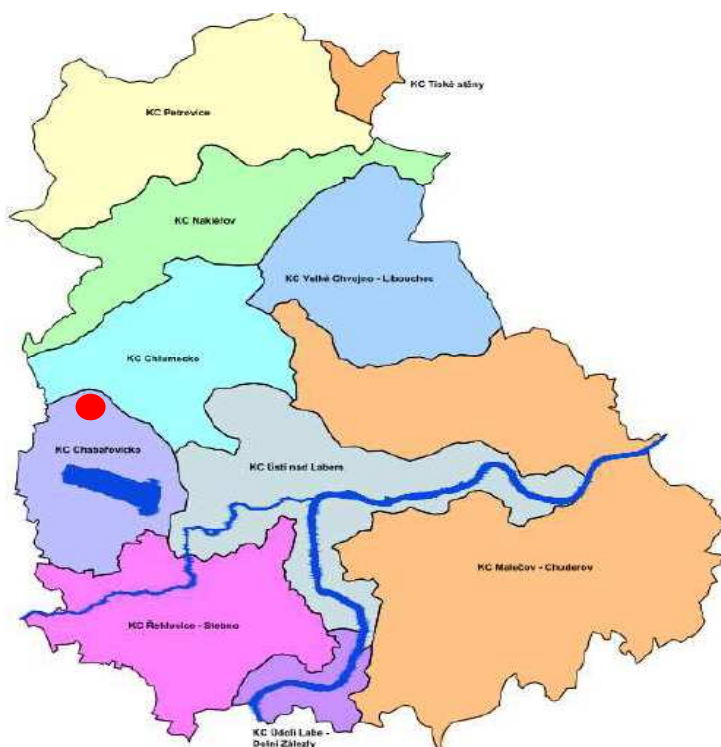 KC Tiské stěny
KC Petrovice
KC Nakléřov
KC Velké Chvojno - Libouchec
KC Chlumecko
KC Chabařovicko
KC Ústí nad Labem
KC Malečov - Chuderov
KC Řehlovice - Stebno
KC Údolí Labe -
Dolní Zálezly